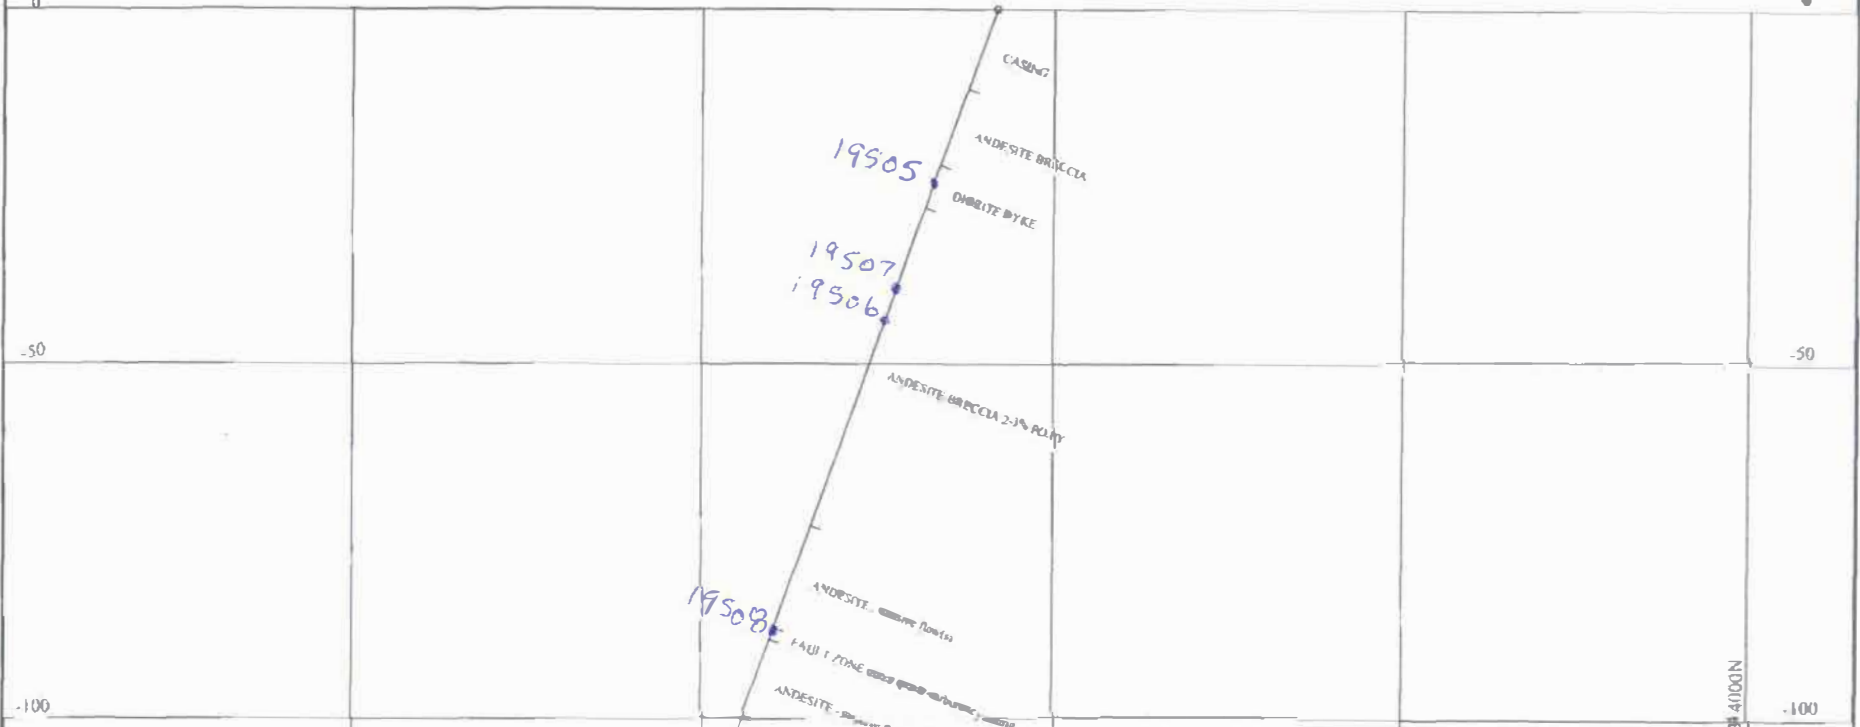 0
CASING
ANDESITE BRECCIA
19505
DIORITE DYKE
19507
19506
-50
-50
ANDESITE BRECCIA 2-3%
19508
ANDESITE - flow(s)
FAULT ZONE
ANDESITE -
4000N
-100
-100